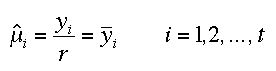 μ̂ᵢ = yᵢ / r = ȳᵢ    i = 1,2, ..., t